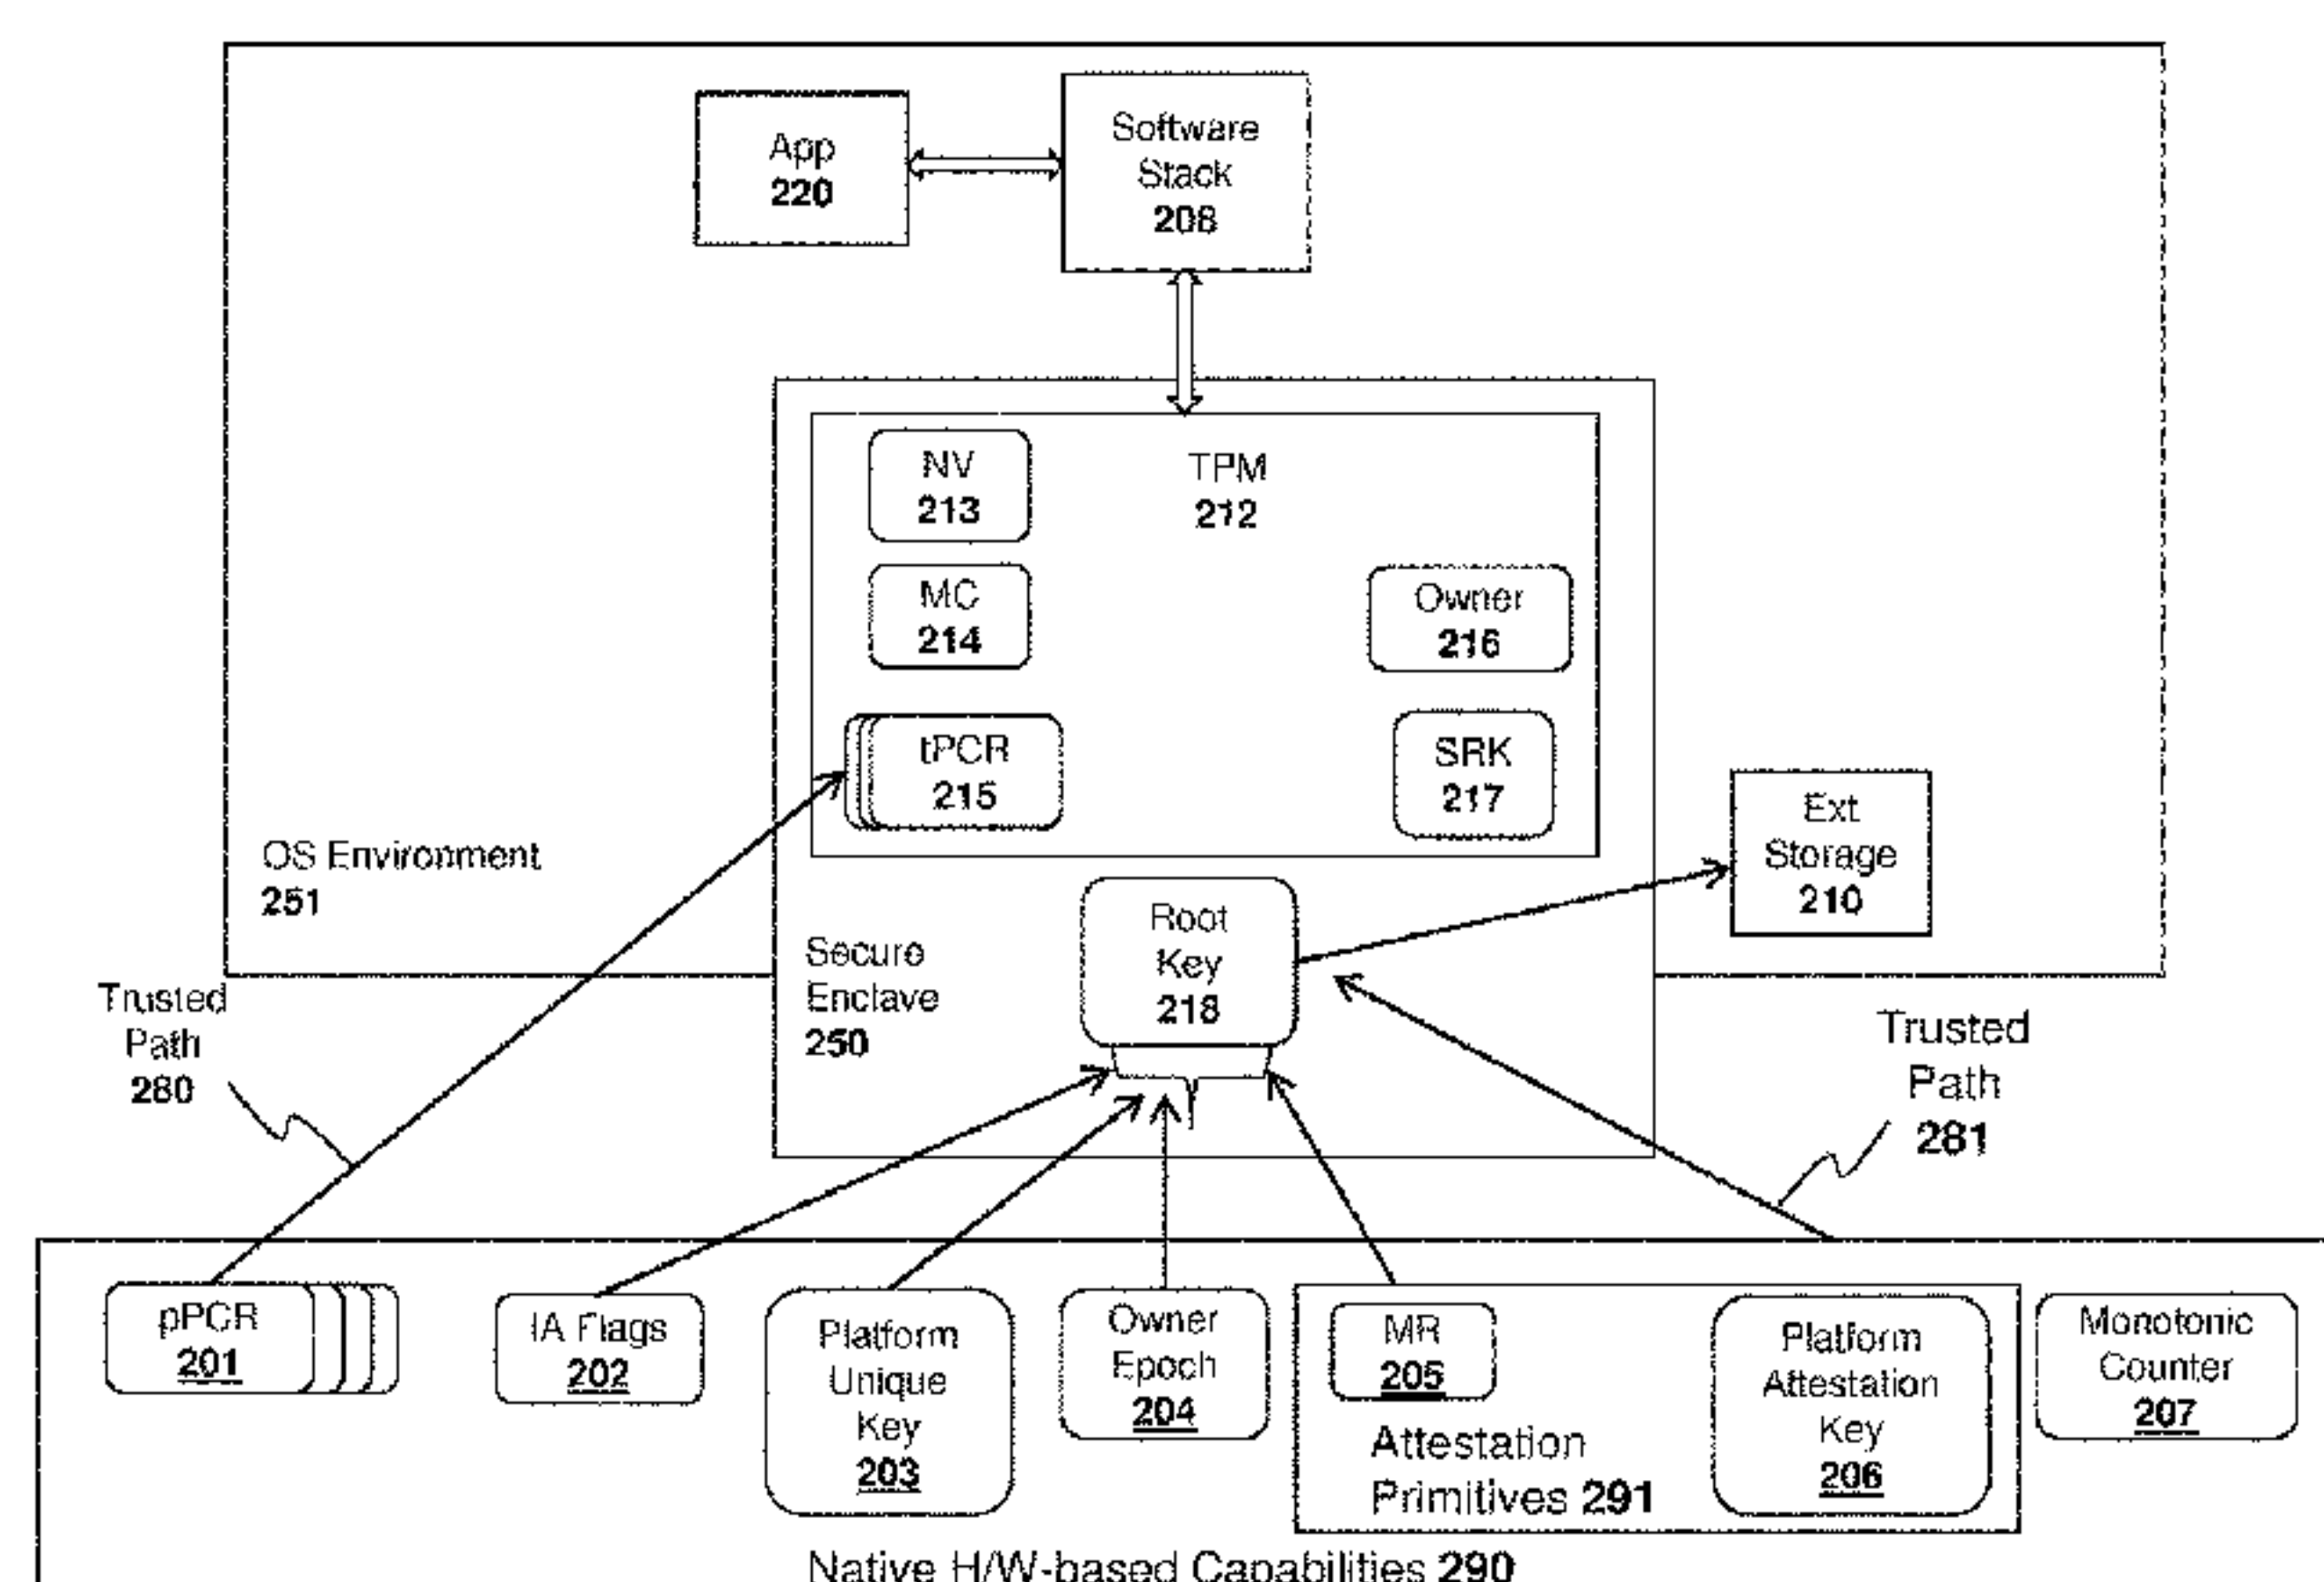 App
220
Software
Stack
208
NV
213
TPM
212
MC
214
Owner
216
tPCR
215
SRK
217
OS Environment
251
Ext
Storage
210
Root
Key
218
Secure
Enclave
250
Trusted
Path
280
Trusted
Path
281
pPCR
201
IA Flags
202
Platform
Unique
Key
203
Owner
Epoch
204
MR
205
Attestation
Primitives 291
Platform
Attestation
Key
206
Monotonic
Counter
207
Native H/W-based Capabilities 290